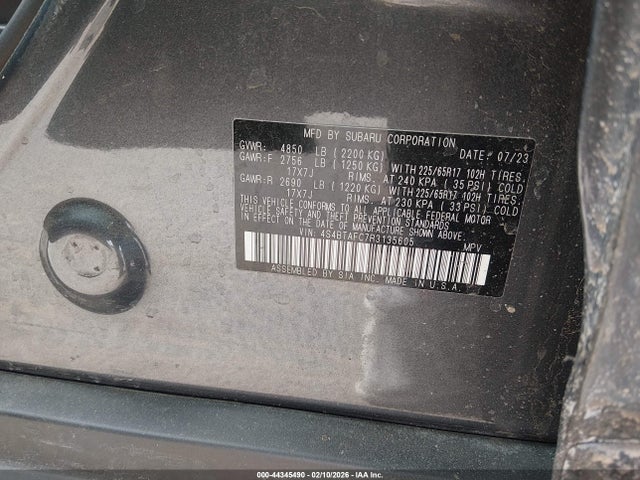 MFD BY SUBARU CORPORATION
GVWR: 4850 LB (2200 KG) DATE: 07/23
GAWR:F 2756 LB (1250 KG) WITH 225/65R17 102H TIRES.
17X7J RIMS. AT 240 KPA (35 PSI) COLD
GAWR:R 2690 LB (1220 KG) WITH 225/65R17 102H TIRES.
17X7J RIMS. AT 230 KPA (33 PSI) COLD
THIS VEHICLE CONFORMS TO ALL APPLICABLE FEDERAL MOTOR
VEHICLE SAFETY AND THEFT PREVENTION STANDARDS
IN EFFECT ON THE DATE OF MANUFACTURE SHOWN ABOVE.
VIN 4S4BTAFC7R3135605 MPV
ASSEMBLED BY SIA INC. MADE IN U.S.A.
000-44345490 - 02/10/2026 - IAA Inc.